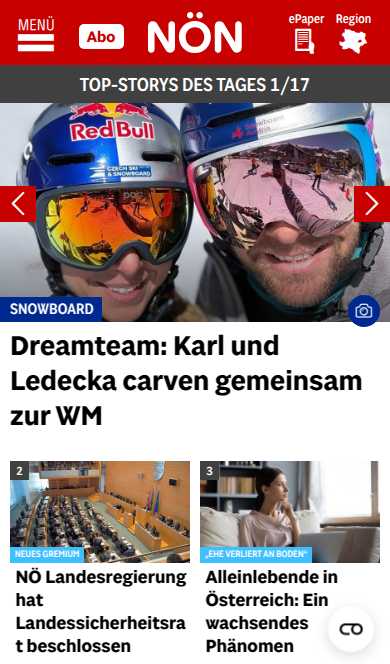 MENÜ
Abo
NÖN
ePaper
Region
TOP-STORYS DES TAGES 1/17
Red Bull
CZECH SKI
& SNOWBOARD
SNOWBOARD
Dreamteam: Karl und
Ledecka carven gemeinsam
zur WM
2
NEUES GREMIUM
NÖ Landesregierung
hat
Landessicherheitsra
t beschlossen
3
„EHE VERLIERT AN BODEN“
Alleinlebende in
Österreich: Ein
wachsendes
Phänomen